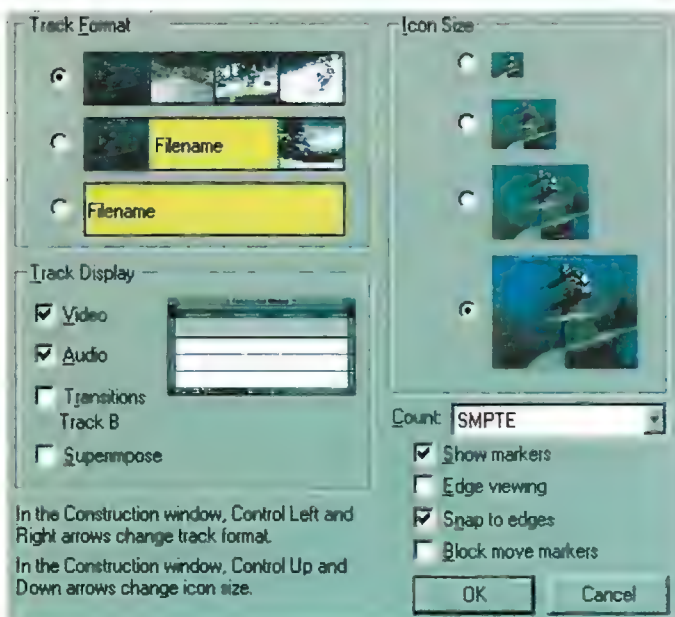 Track Format
Filename
Filename
Track Display
Video
Audio
Transitions
Track B
Superimpose
In the Construction window, Control Left and
Right arrows change track format.
In the Construction window, Control Up and
Down arrows change icon size.
Icon Size
Count: SMPTE
Show markers
Edge viewing
Snap to edges
Block move markers
OK
Cancel